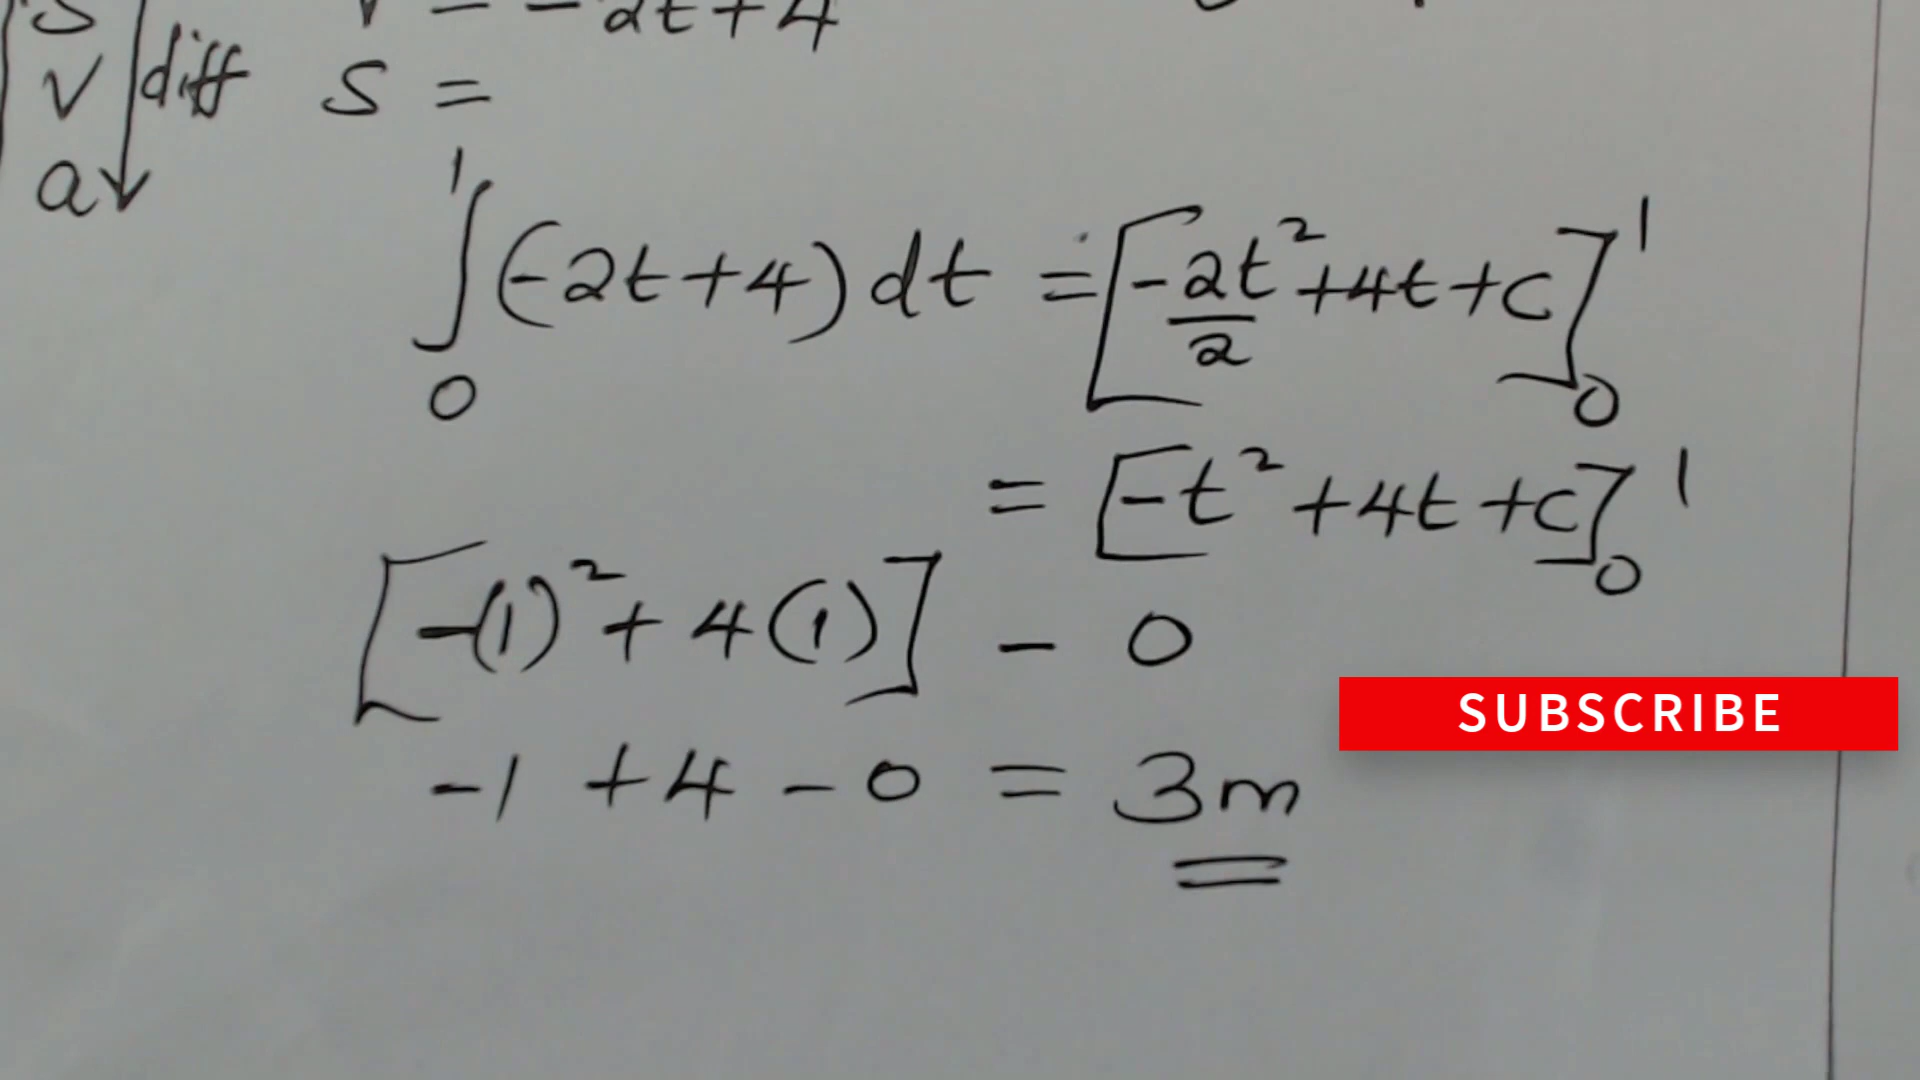 S v = -2t+4
v diff s =
a
∫₀¹ (-2t+4) dt = [-2t²/2 +4t+c]₀¹
= [-t² +4t +c]₀¹
[-(1)² + 4(1)] - 0
SUBSCRIBE
-1 +4 - 0 = 3m